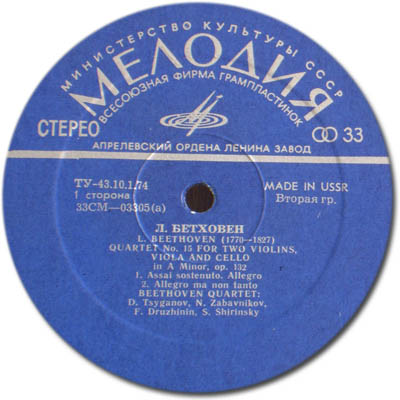 МИНИСТЕРСТВО КУЛЬТУРЫ СССР
МЕЛОДИЯ
ВСЕСОЮЗНАЯ ФИРМА ГРАМПЛАСТИНОК
СТЕРЕО 33
АПРЕЛЕВСКИЙ ОРДЕНА ЛЕНИНА ЗАВОД
ТУ-43.10.1.74 MADE IN USSR
1 сторона Вторая гр.
33СМ—03305(а)
Л. БЕТХОВЕН
L. BEETHOVEN (1770—1827)
QUARTET No. 15 FOR TWO VIOLINS,
VIOLA AND CELLO
in A Minor, op. 132
1. Assai sostenuto. Allegro
2. Allegro ma non tanto
BEETHOVEN QUARTET:
D. Tsyganov, N. Zabavnikov,
F. Druzhinin, S. Shirinsky